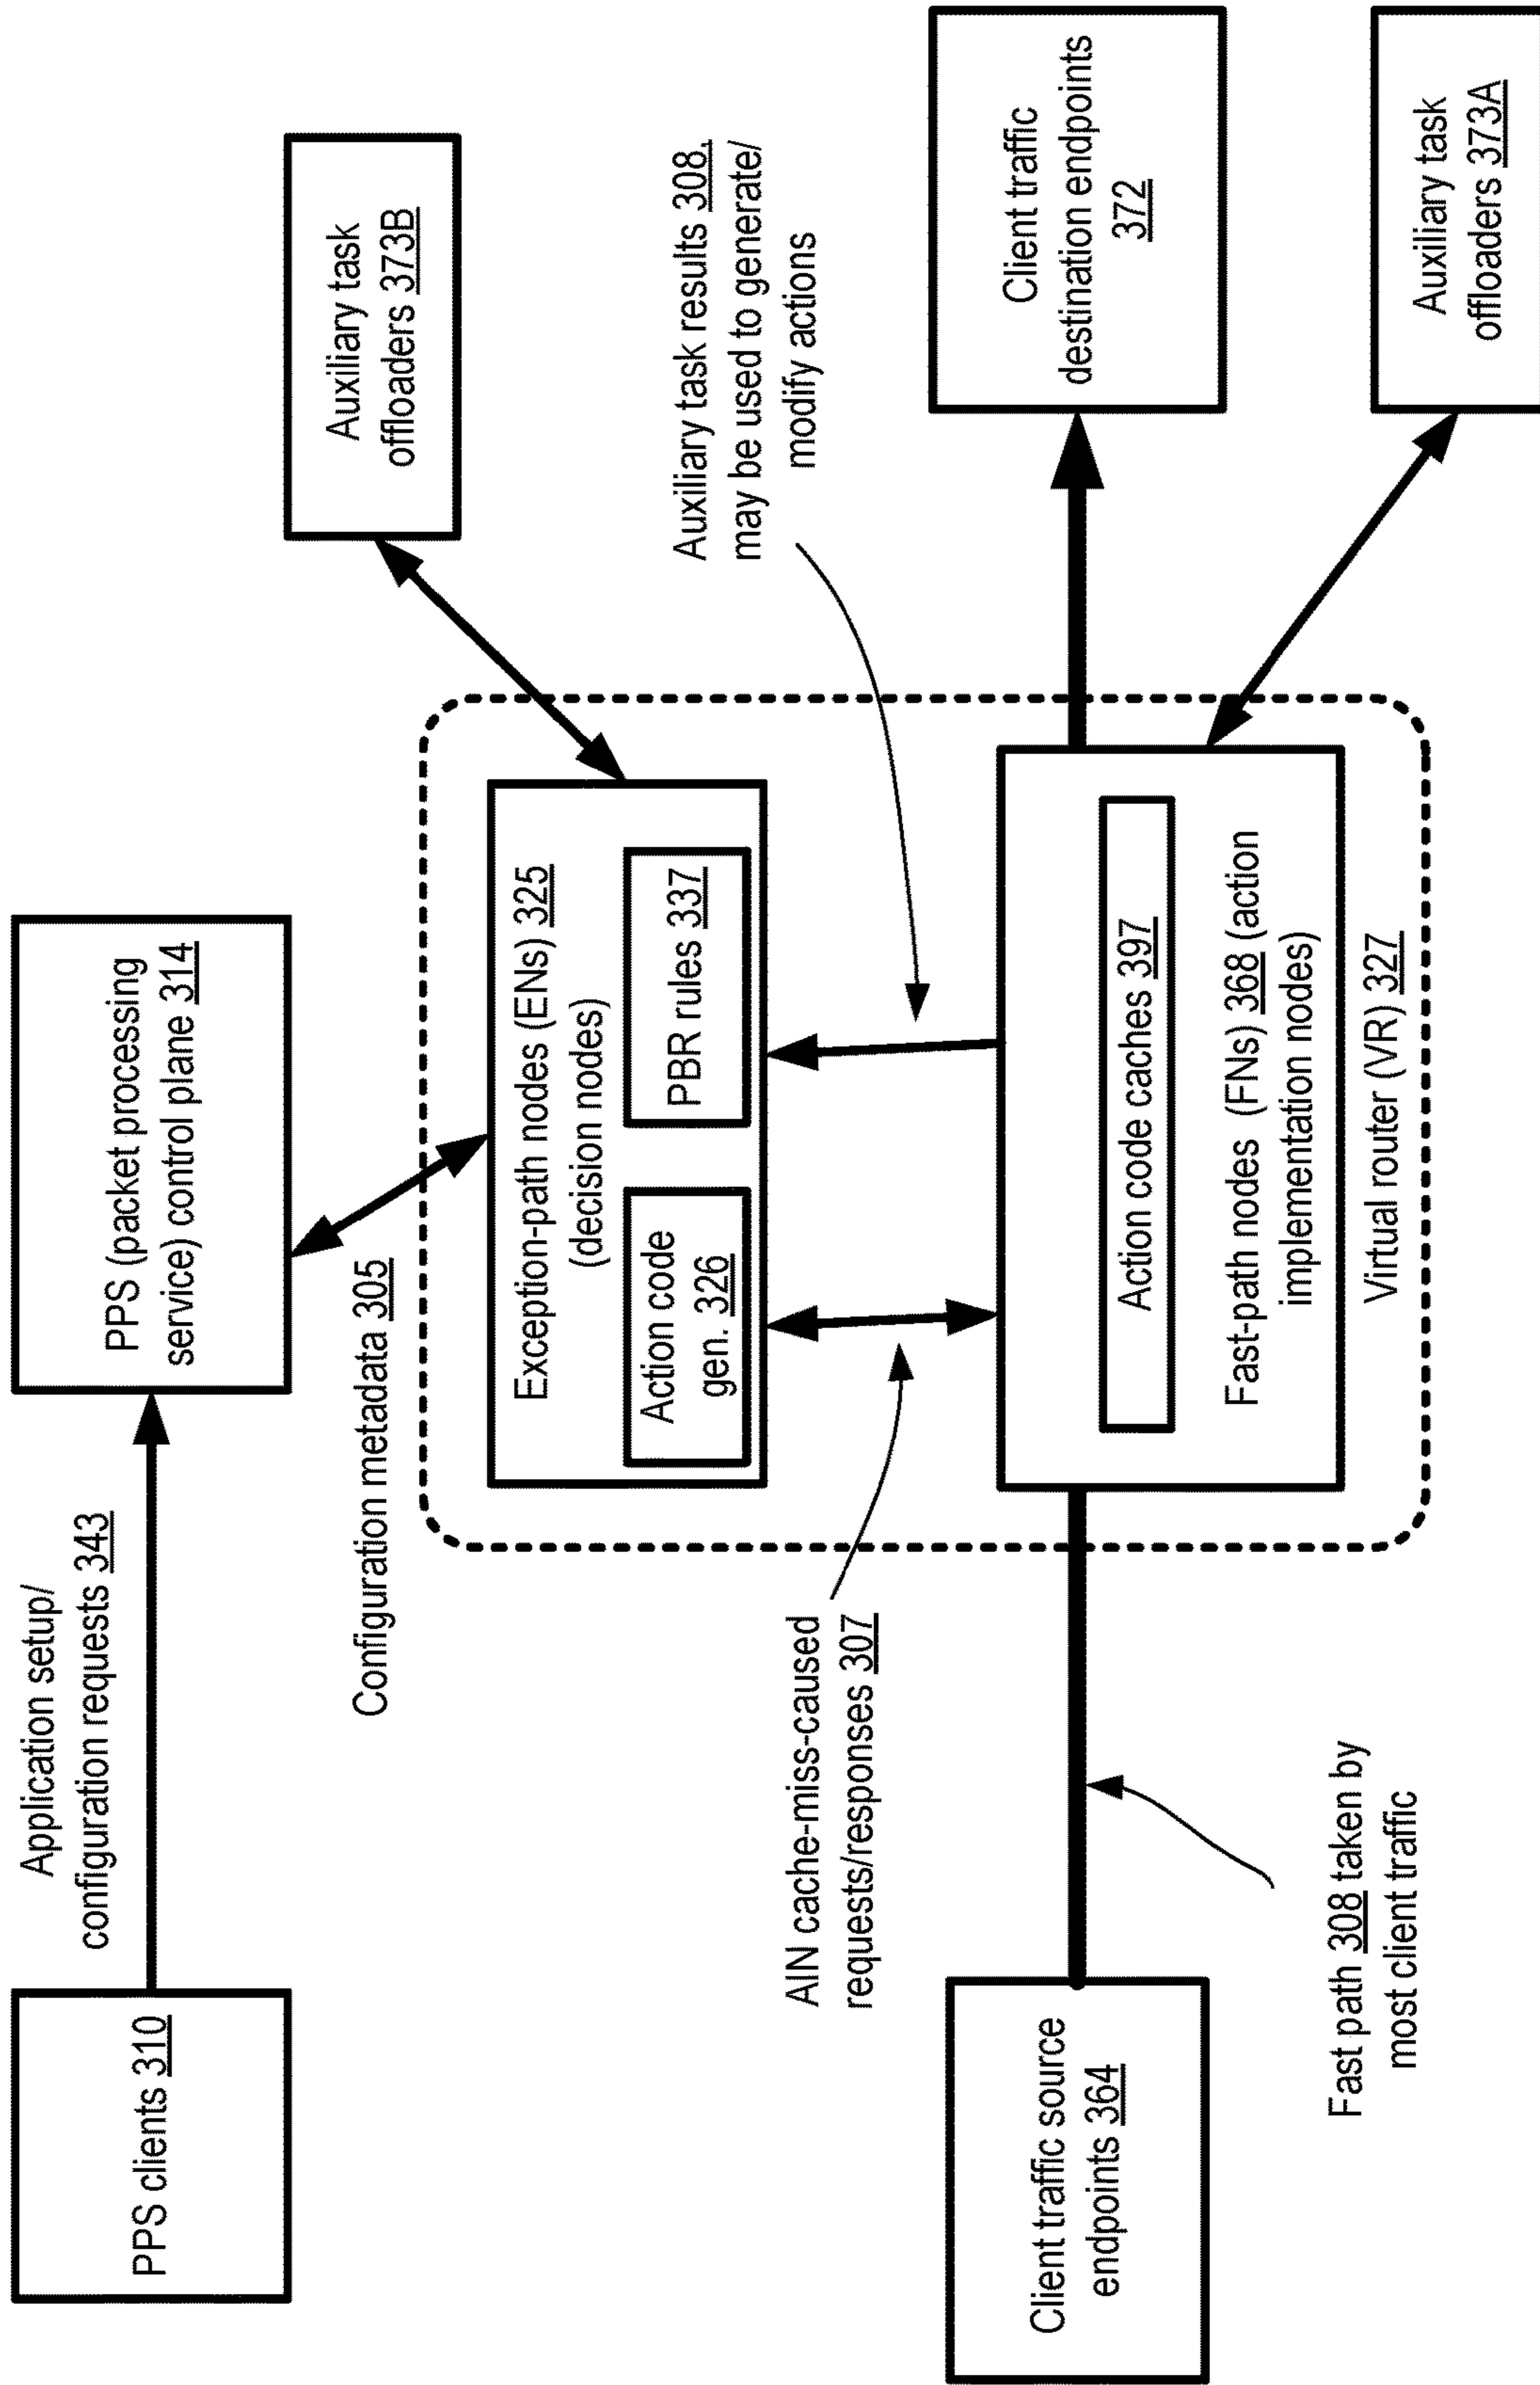 PPS clients 310
Application setup/
configuration requests 343
PPS (packet processing
service) control plane 314
Configuration metadata 305
Auxiliary task
offloaders 373B
Exception-path nodes (ENs) 325
(decision nodes)
Action code
gen. 326
PBR rules 337
Auxiliary task results 308,
may be used to generate/
modify actions
AIN cache-miss-caused
requests/responses 307
Client traffic source
endpoints 364
Action code caches 397
Fast-path nodes (FNs) 368 (action
implementation nodes)
Virtual router (VR) 327
Client traffic
destination endpoints
372
Fast path 308 taken by
most client traffic
Auxiliary task
offloaders 373A